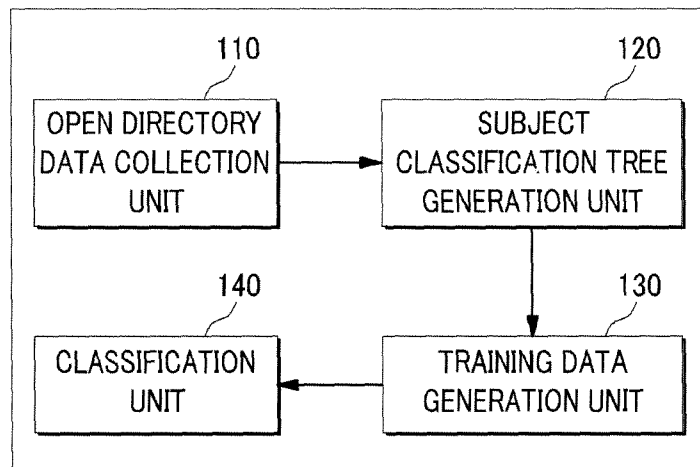 110
OPEN DIRECTORY
DATA COLLECTION
UNIT
120
SUBJECT
CLASSIFICATION TREE
GENERATION UNIT
140
CLASSIFICATION
UNIT
130
TRAINING DATA
GENERATION UNIT